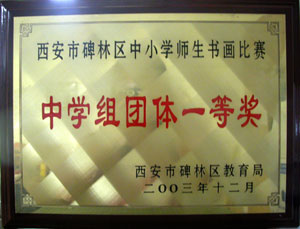 西安市碑林区中小学师生书画比赛
中学组团体一等奖
西安市碑林区教育局
二〇〇三年十二月